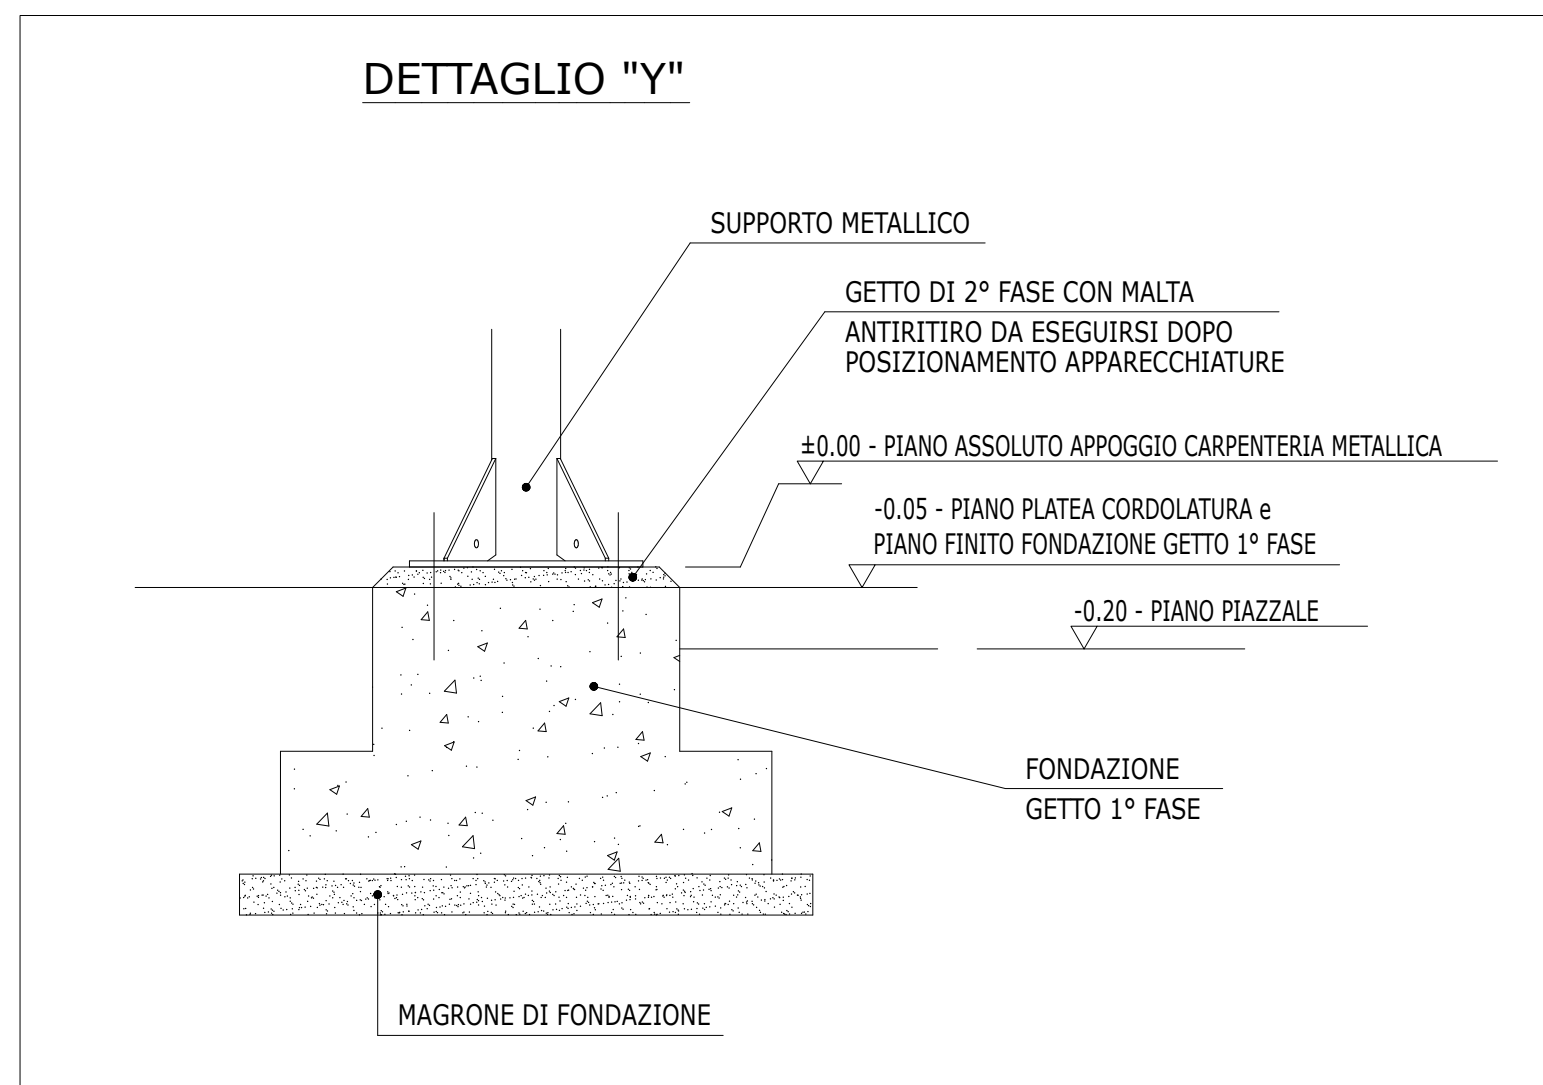 DETTAGLIO "Y"
SUPPORTO METALLICO
GETTO DI 2° FASE CON MALTA
ANTIRITIRO DA ESEGUIRSI DOPO
POSIZIONAMENTO APPARECCHIATURE
±0.00 - PIANO ASSOLUTO APPOGGIO CARPENTERIA METALLICA
-0.05 - PIANO PLATEA CORDOLATURA e
PIANO FINITO FONDAZIONE GETTO 1° FASE
-0.20 - PIANO PIAZZALE
FONDAZIONE
GETTO 1° FASE
MAGRONE DI FONDAZIONE